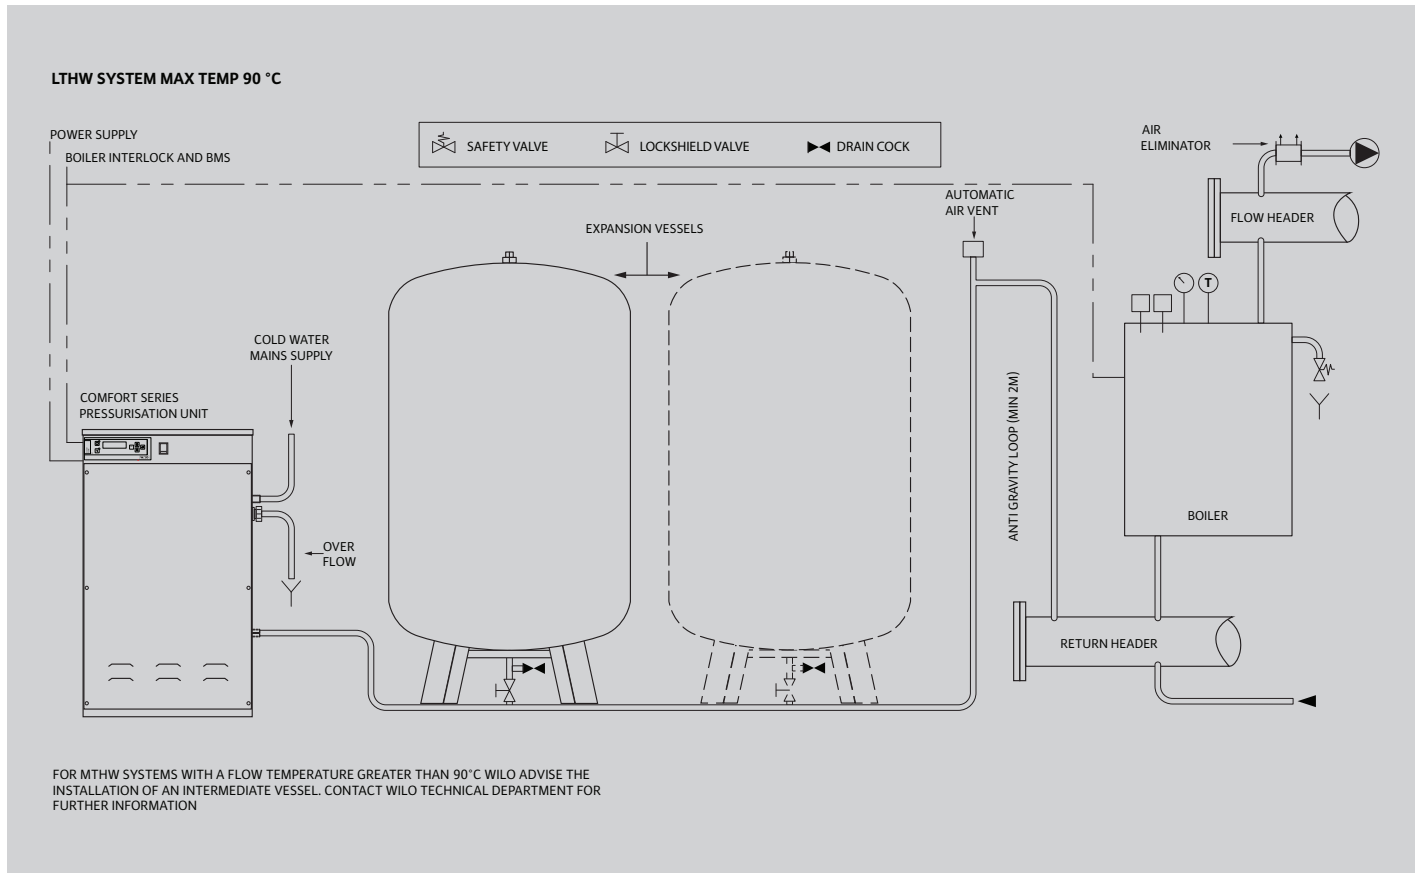 LTHW SYSTEM MAX TEMP 90 °C
POWER SUPPLY
BOILER INTERLOCK AND BMS
SAFETY VALVE
LOCKSHIELD VALVE
DRAIN COCK
AIR
ELIMINATOR
AUTOMATIC
AIR VENT
FLOW HEADER
EXPANSION VESSELS
T
COLD WATER
MAINS SUPPLY
COMFORT SERIES
PRESSURISATION UNIT
ANTI GRAVITY LOOP (MIN 2M)
BOILER
OVER
FLOW
RETURN HEADER
FOR MTHW SYSTEMS WITH A FLOW TEMPERATURE GREATER THAN 90°C WILO ADVISE THE
INSTALLATION OF AN INTERMEDIATE VESSEL. CONTACT WILO TECHNICAL DEPARTMENT FOR
FURTHER INFORMATION